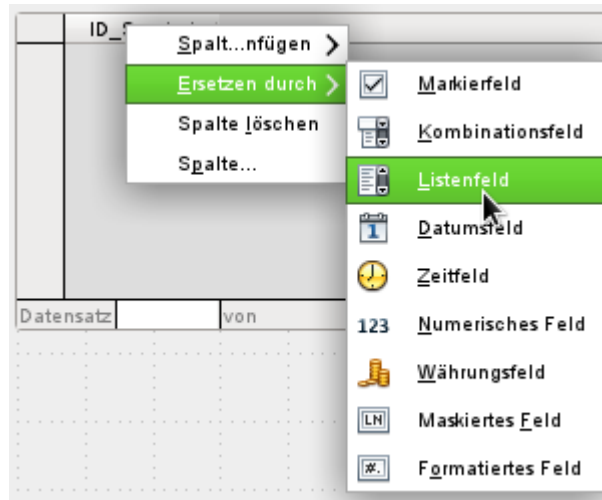 ID_
Spalt...nfügen
Ersetzen durch
Spalte löschen
Spalte...
Markierfeld
Kombinationsfeld
Listenfeld
Datumsfeld
1
Zeitfeld
123 Numerisches Feld
Währungsfeld
LN Maskiertes Feld
#. Formatiertes Feld
Datensatz von